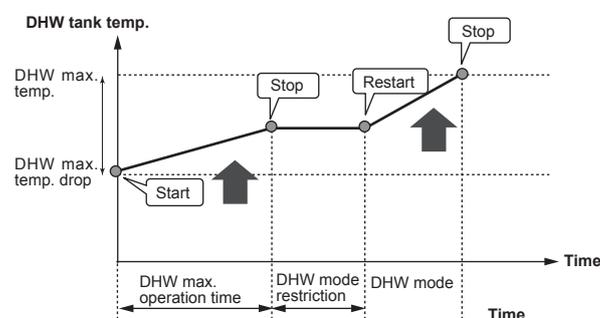 DHW tank temp.
Stop
DHW max.
temp.
Stop
Restart
DHW max.
temp. drop
Start
Time
DHW max.
operation time
DHW mode
restriction
DHW mode
Time